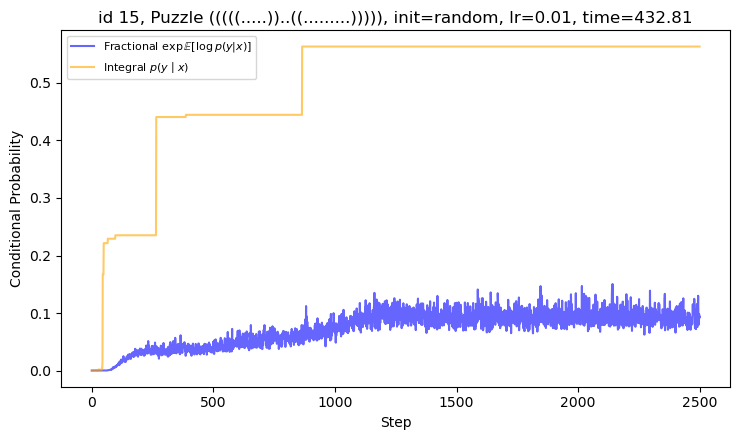 id 15, Puzzle (((((.....))..((.........))))), init=random, lr=0.01, time=432.81
Fractional exp𝔼[log p(y|x)]
Integral p(y | x)
Conditional Probability
0.5
0.4
0.3
0.2
0.1
0.0
0 500 1000 1500 2000 2500
Step